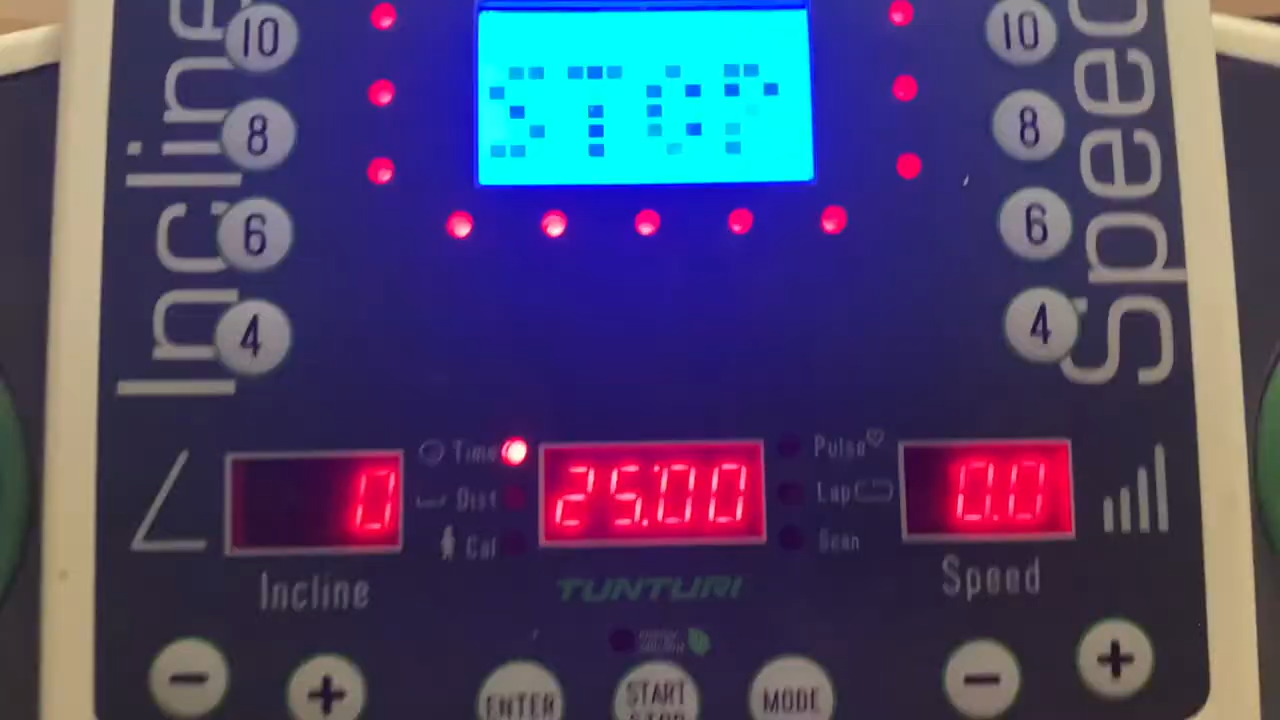 Incline
10
8
6
4
STOP
10
8
6
4
Speed
Time
Dist
Cal
0
Incline
25:00
TUNTURI
Pulse
Lap
Scan
0.0
Speed
−
+
ENTER
START
STOP
MODE
−
+